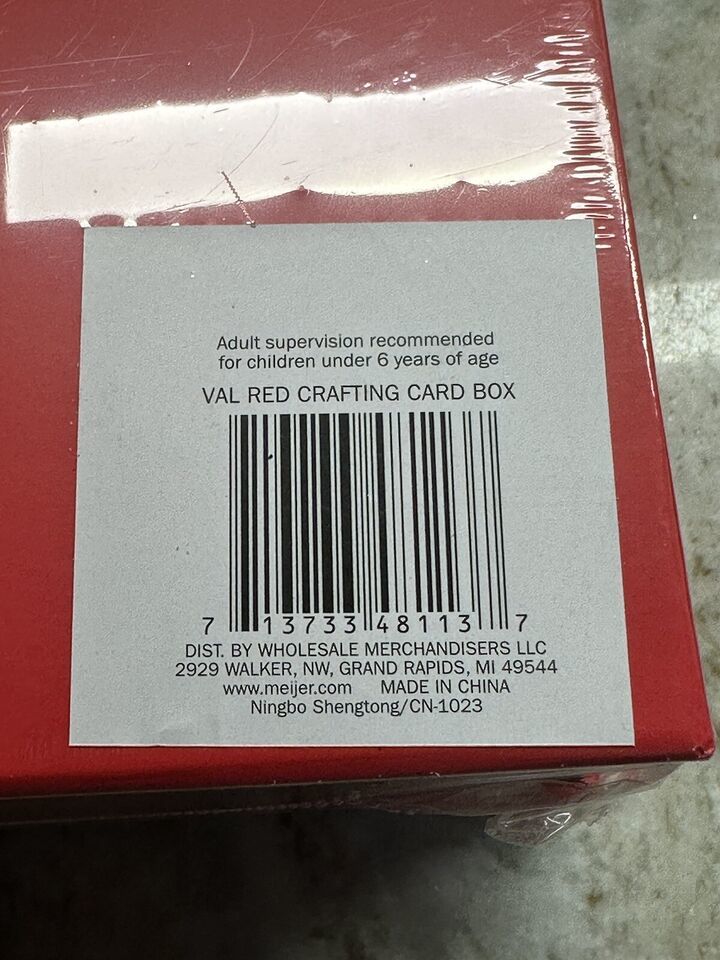 Adult supervision recommended
for children under 6 years of age
VAL RED CRAFTING CARD BOX
7 13733 48113 7
DIST. BY WHOLESALE MERCHANDISERS LLC
2929 WALKER, NW, GRAND RAPIDS, MI 49544
www.meijer.com MADE IN CHINA
Ningbo Shengtong/CN-1023